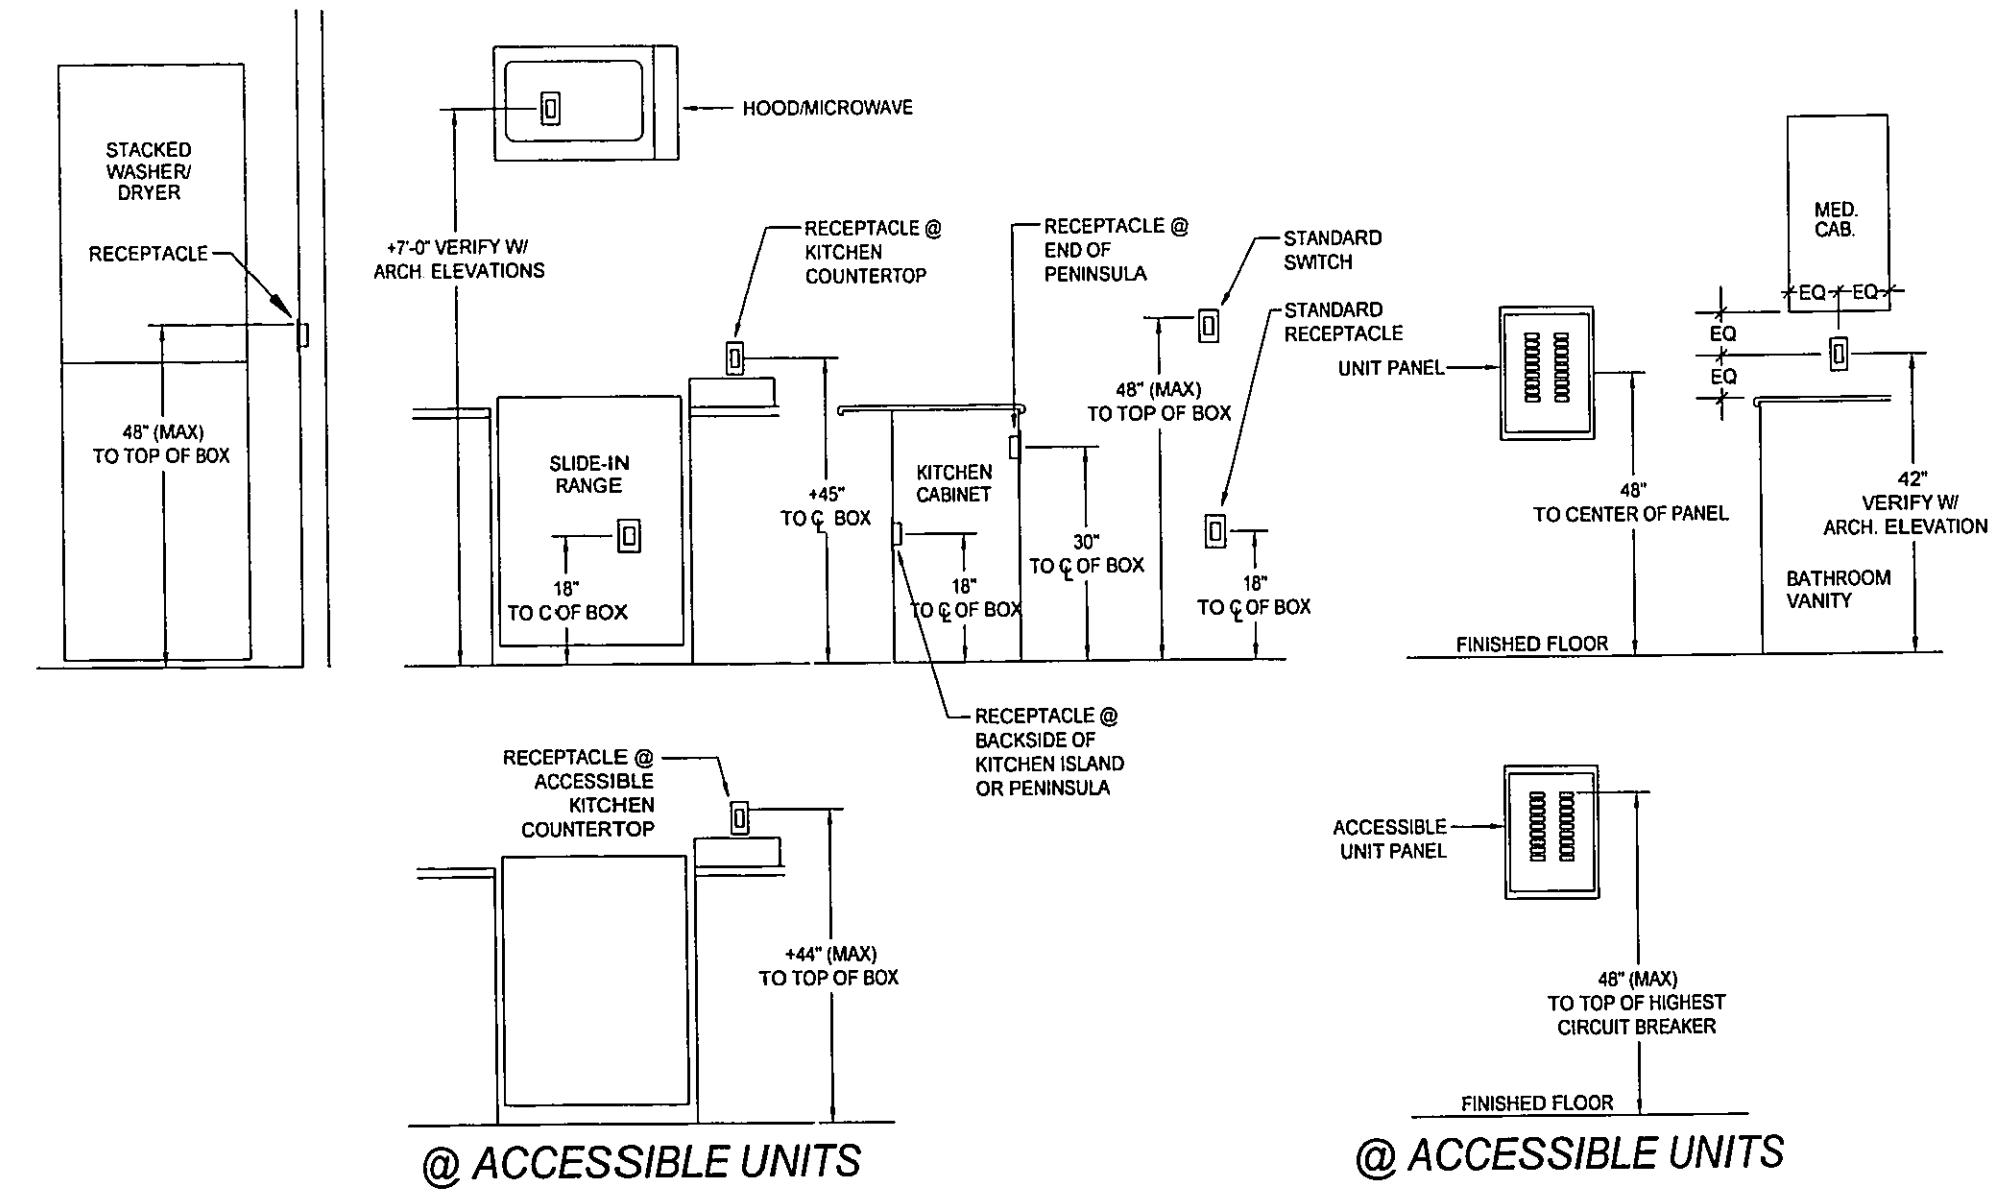 HOOD/MICROWAVE
STACKED
WASHER/
DRYER
RECEPTACLE
48" (MAX)
TO TOP OF BOX
+7'-0" VERIFY W/
ARCH. ELEVATIONS
RECEPTACLE @
KITCHEN
COUNTERTOP
SLIDE-IN
RANGE
18"
TO C OF BOX
+45"
TO ℄ BOX
RECEPTACLE @
END OF
PENINSULA
KITCHEN
CABINET
18"
TO ℄ OF BOX
30"
TO ℄ OF BOX
RECEPTACLE @
BACKSIDE OF
KITCHEN ISLAND
OR PENINSULA
STANDARD
SWITCH
STANDARD
RECEPTACLE
48" (MAX)
TO TOP OF BOX
18"
TO ℄ OF BOX
UNIT PANEL
48"
TO CENTER OF PANEL
FINISHED FLOOR
MED.
CAB.
EQ EQ
EQ
EQ
42"
VERIFY W/
ARCH. ELEVATION
BATHROOM
VANITY
RECEPTACLE @
ACCESSIBLE
KITCHEN
COUNTERTOP
+44" (MAX)
TO TOP OF BOX
@ ACCESSIBLE UNITS
ACCESSIBLE
UNIT PANEL
48" (MAX)
TO TOP OF HIGHEST
CIRCUIT BREAKER
FINISHED FLOOR
@ ACCESSIBLE UNITS